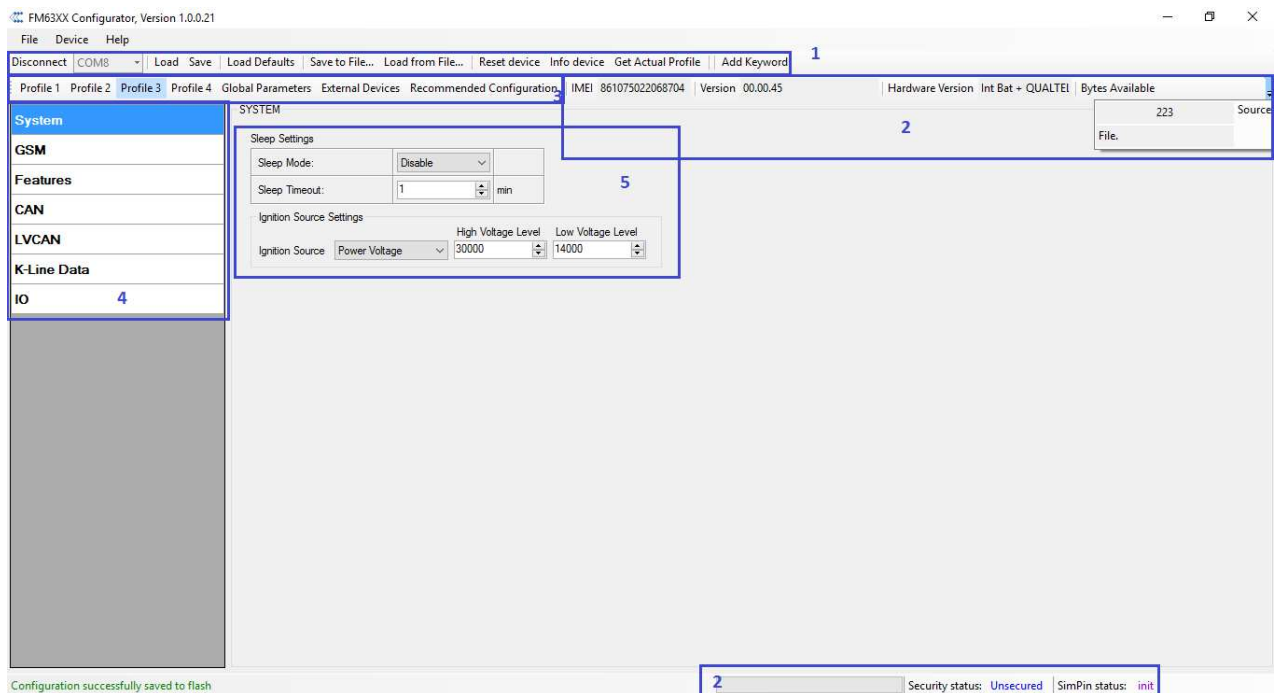 FM63XX Configurator, Version 1.0.0.21
File Device Help
Disconnect COM8 Load Save Load Defaults Save to File... Load from File... Reset device Info device Get Actual Profile Add Keyword 1
Profile 1 Profile 2 Profile 3 Profile 4 Global Parameters External Devices Recommended Configuration 3 IMEI 861075022068704 Version 00.00.45 Hardware Version Int Bat + QUALTEL Bytes Available
223 Source
File.
2
System
GSM
Features
CAN
LVCAN
K-Line Data
IO 4
SYSTEM
Sleep Settings
Sleep Mode: Disable
Sleep Timeout: 1 min
5
Ignition Source Settings
High Voltage Level Low Voltage Level
Ignition Source Power Voltage 30000 14000
Configuration successfully saved to flash 2 Security status: Unsecured SimPin status: init